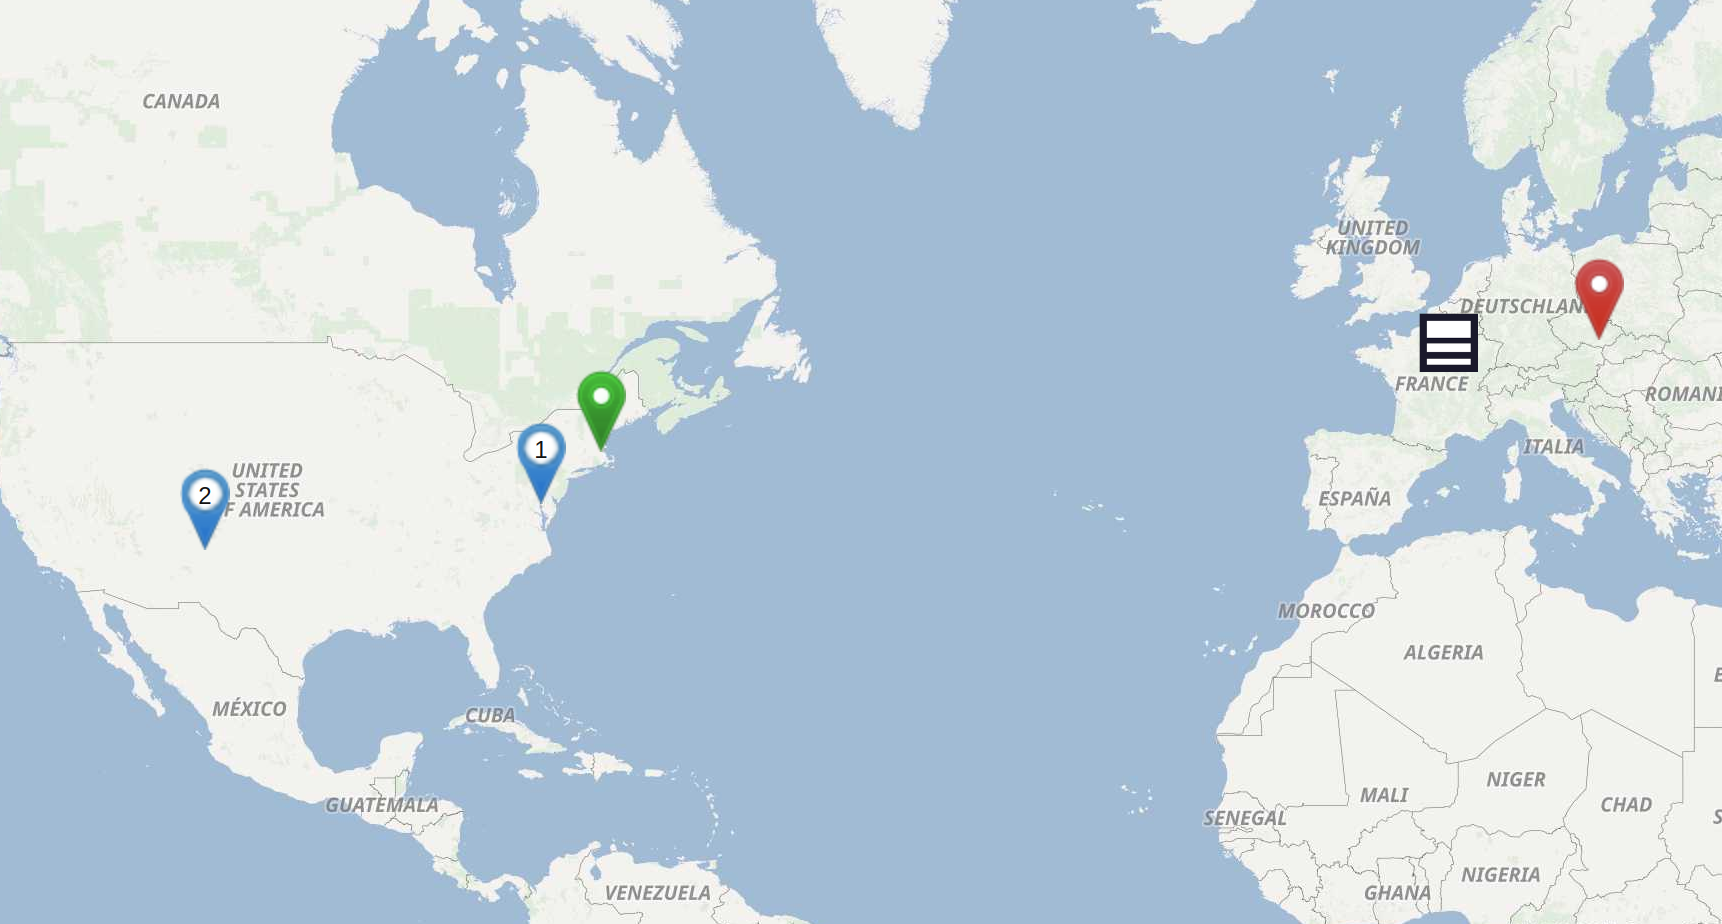 CANADA
UNITED
KINGDOM
DEUTSCHLAN
FRANCE
ROMANI
ITALIA
1
2
UNITED
STATES
F AMERICA
ESPAÑA
MOROCCO
ALGERIA
E
MÉXICO
CUBA
NIGER
MALI
GUATEMALA
CHAD
SENEGAL
S
NIGERIA
VENEZUELA
GHANA